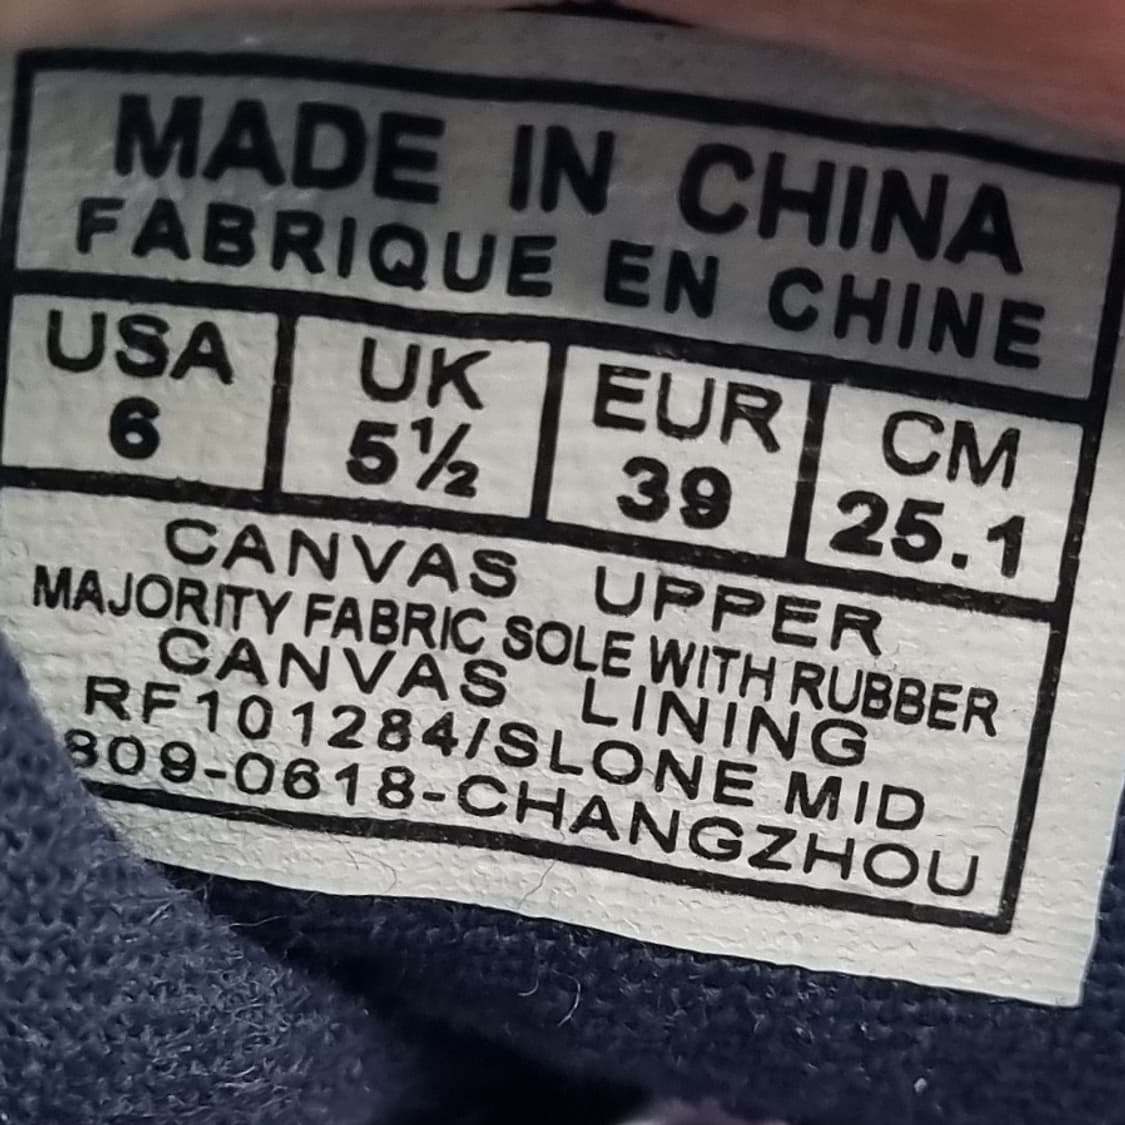 MADE IN CHINA
FABRIQUE EN CHINE
USA UK EUR CM
6 5½ 39 25.1
CANVAS UPPER
MAJORITY FABRIC SOLE WITH RUBBER
CANVAS LINING
RF101284/SLONE MID
809-0618-CHANGZHOU